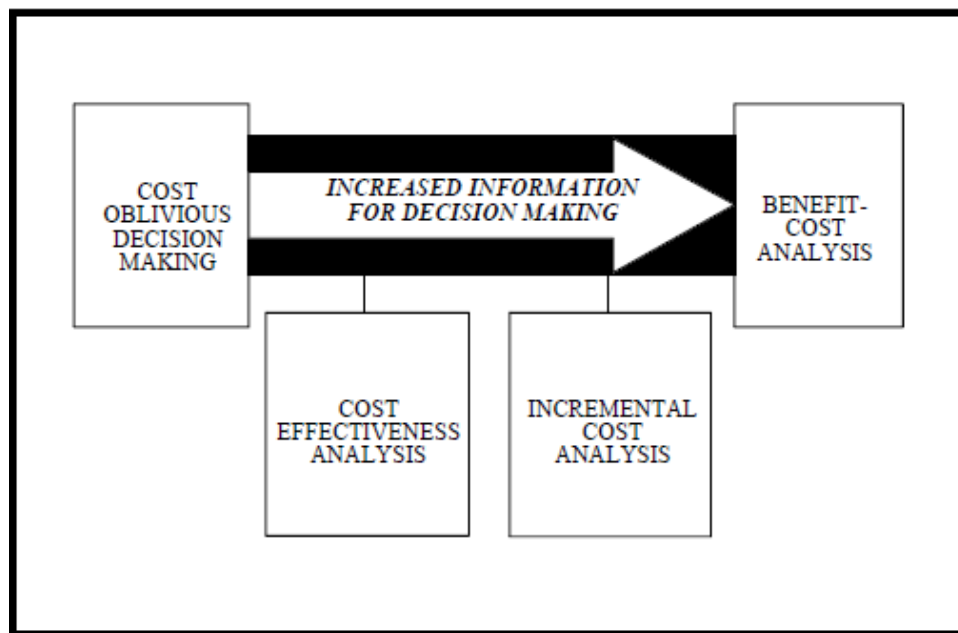 COST
OBLIVIOUS
DECISION
MAKING
INCREASED INFORMATION
FOR DECISION MAKING
BENEFIT-
COST
ANALYSIS
COST
EFFECTIVENESS
ANALYSIS
INCREMENTAL
COST
ANALYSIS